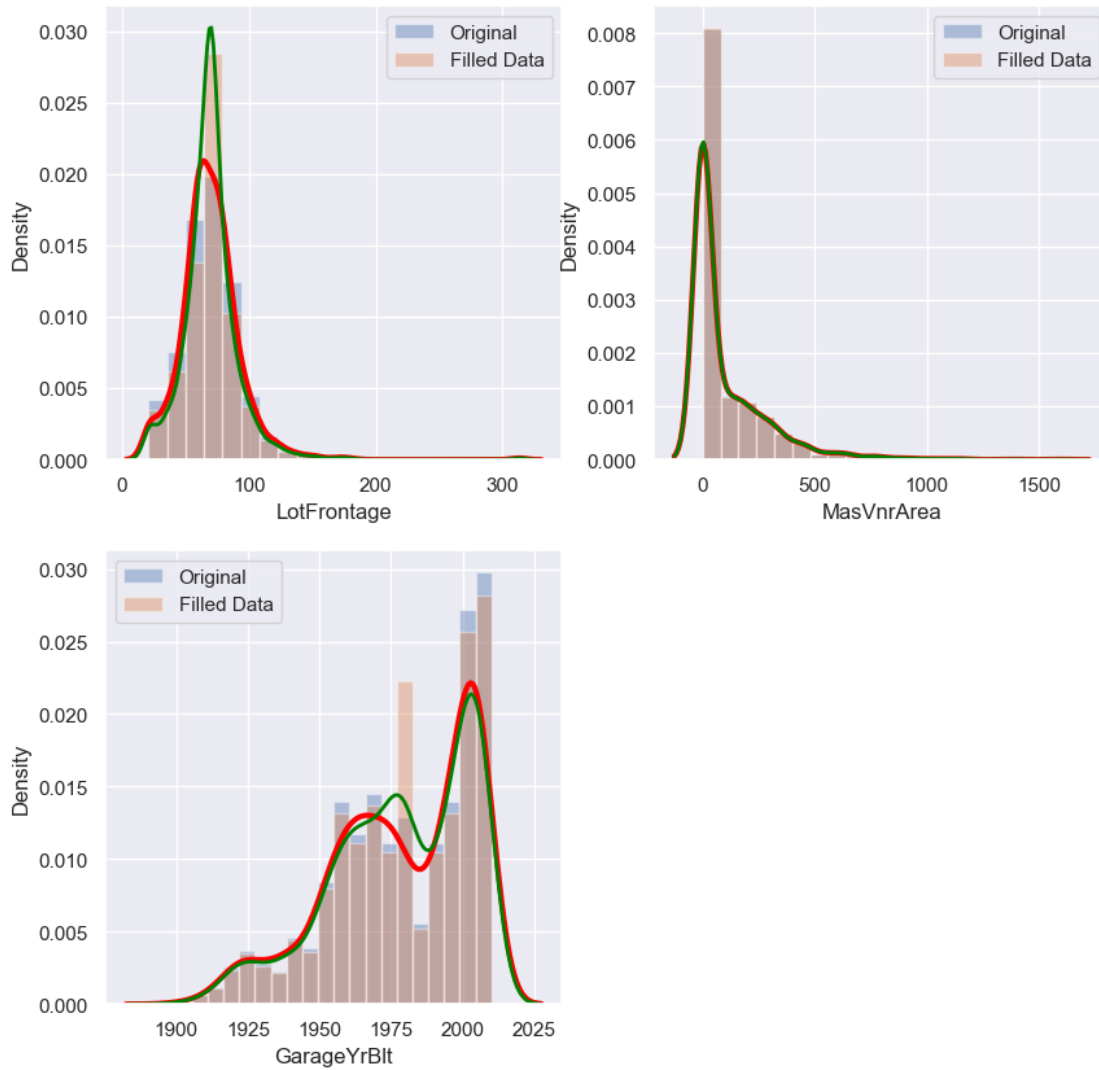 0.030
0.025
0.020
0.015
0.010
0.005
0.000
Density
0 100 200 300
LotFrontage
Original
Filled Data
0.008
0.007
0.006
0.005
0.004
0.003
0.002
0.001
0.000
Density
0 500 1000 1500
MasVnrArea
Original
Filled Data
0.030
0.025
0.020
0.015
0.010
0.005
0.000
Density
1900 1925 1950 1975 2000 2025
GarageYrBlt
Original
Filled Data